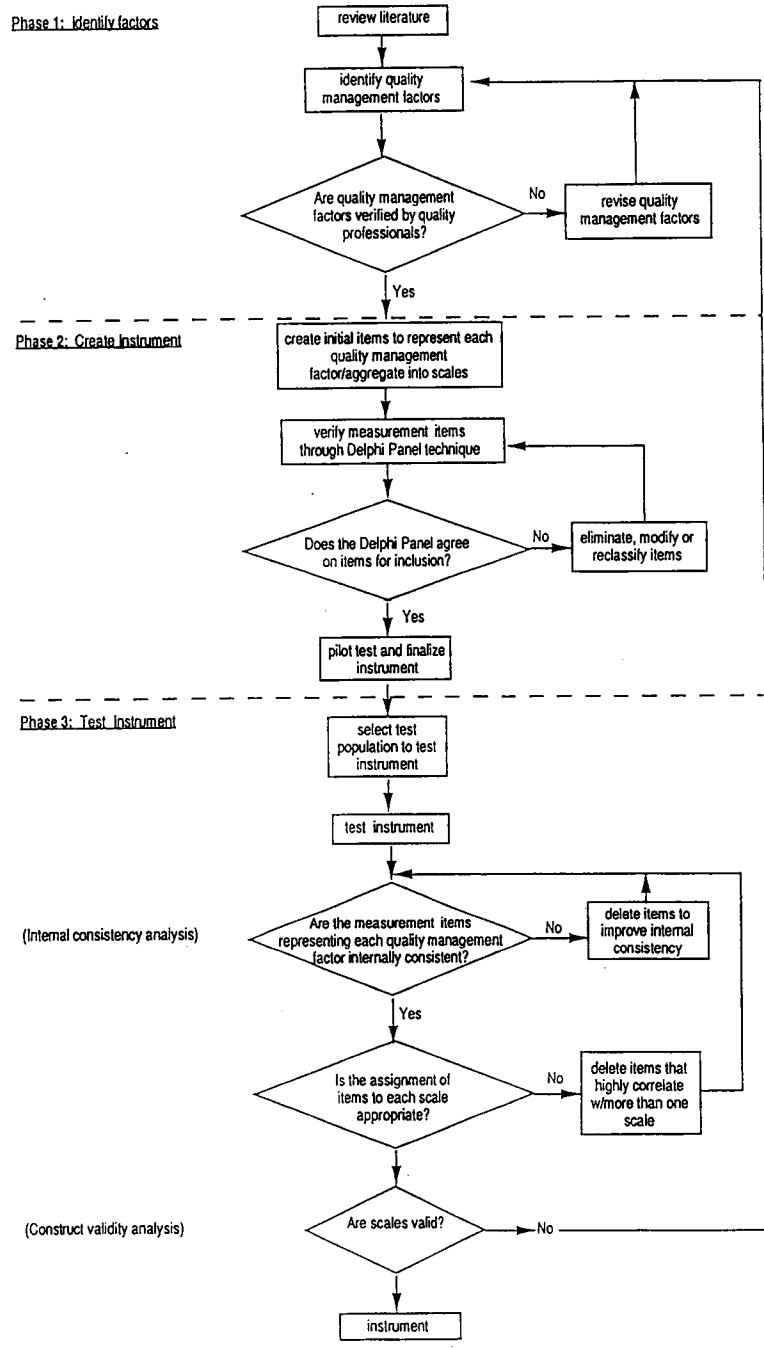 Phase 1: Identify factors
review literature
identify quality
management factors
Are quality management
factors verified by quality
professionals?
No
revise quality
management factors
Yes
Phase 2: Create Instrument
create initial items to represent each
quality management
factor/aggregate into scales
verify measurement items
through Delphi Panel technique
Does the Delphi Panel agree
on items for inclusion?
No
eliminate, modify or
reclassify items
Yes
pilot test and finalize
instrument
Phase 3: Test Instrument
select test
population to test
instrument
test instrument
(Internal consistency analysis)
Are the measurement items
representing each quality management
factor internally consistent?
No
delete items to
improve internal
consistency
Yes
Is the assignment of
items to each scale
appropriate?
No
delete items that
highly correlate
w/more than one
scale
(Construct validity analysis)
Are scales valid?
No
instrument